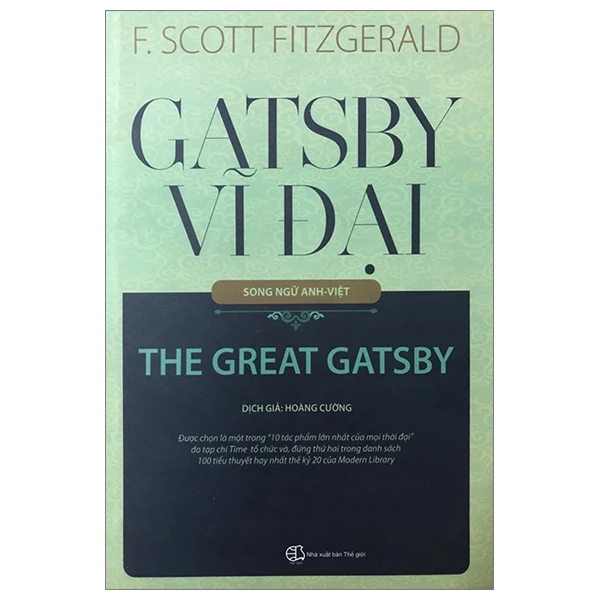 F. SCOTT FITZGERALD
GATSBY
VĨ ĐẠI
SONG NGỮ ANH-VIỆT
THE GREAT GATSBY
DỊCH GIẢ: HOÀNG CƯỜNG
Được chọn là một trong "10 tác phẩm lớn nhất của mọi thời đại"
do tạp chí Time tổ chức và, đứng thứ hai trong danh sách
100 tiểu thuyết hay nhất thế kỷ 20 của Modern Library
Nhà xuất bản Thế giới